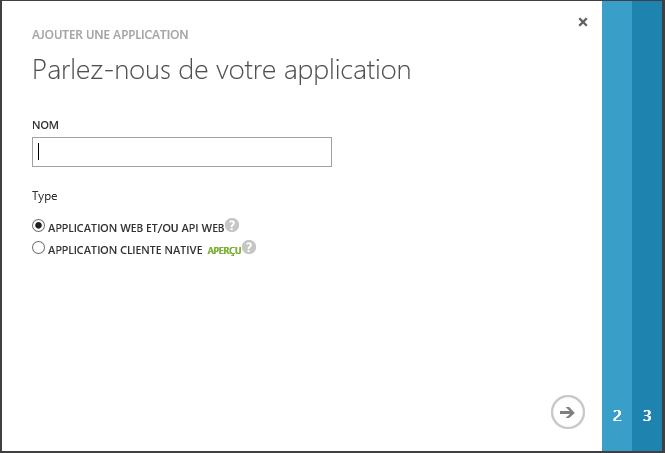 ×
AJOUTER UNE APPLICATION
Parlez-nous de votre application
NOM
Type
APPLICATION WEB ET/OU API WEB ?
APPLICATION CLIENTE NATIVE APERÇU ?
2 3